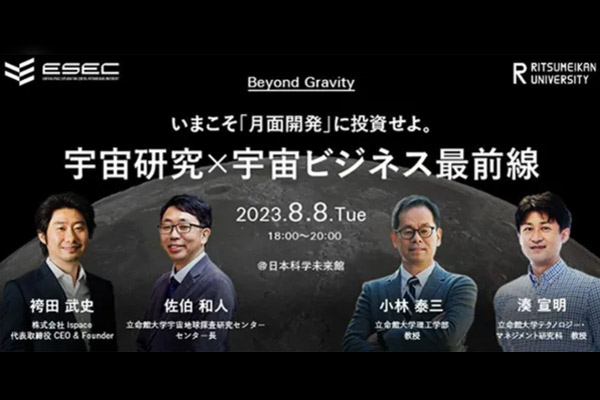 ESEC
RITSUMEIKAN
UNIVERSITY
Beyond Gravity
いまこそ「月面開発」に投資せよ。
宇宙研究×宇宙ビジネス最前線
2023.8.8.Tue
18:00〜20:00
@日本科学未来館
袴田 武史
株式会社 ispace
代表取締役 CEO & Founder
佐伯 和人
立命館大学宇宙地球探査研究センター
センター長
小林 泰三
立命館大学理工学部
教授
湊 宣明
立命館大学テクノロジー・
マネジメント研究科 教授